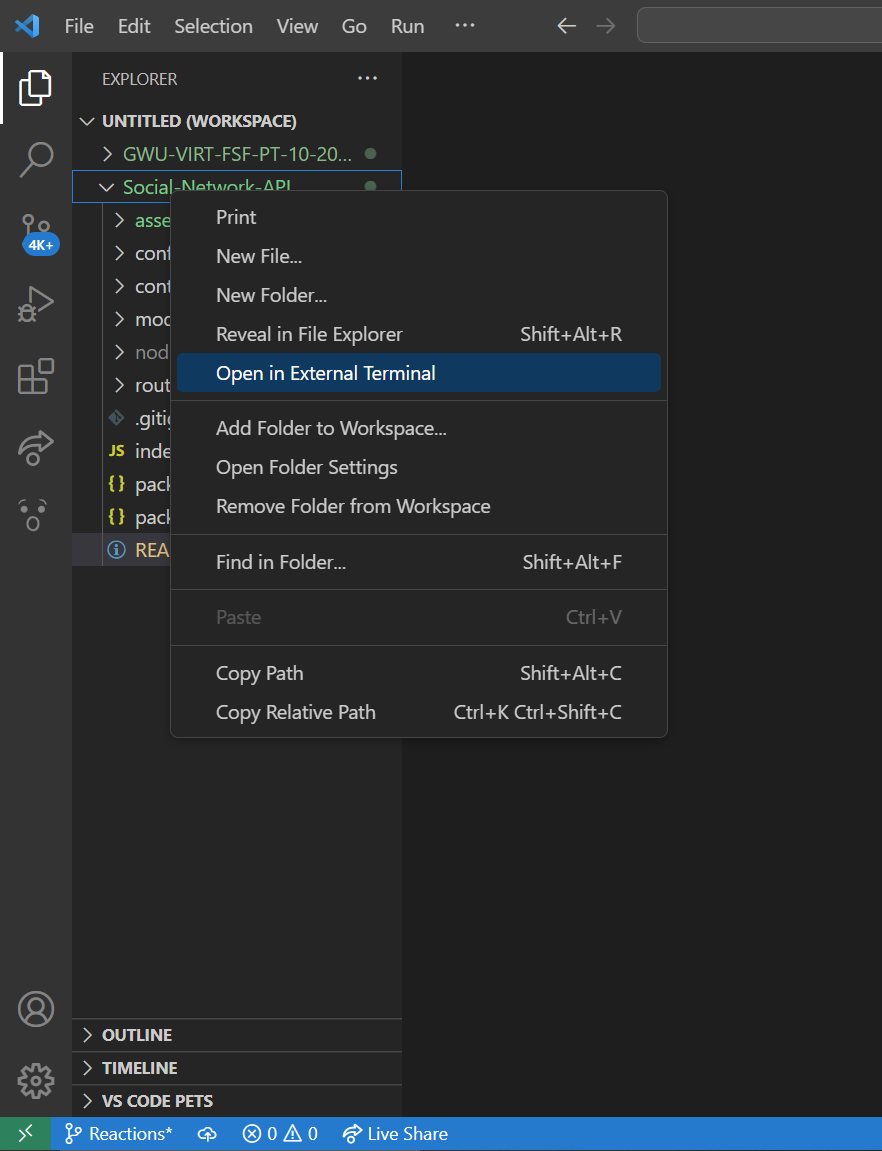 File Edit Selection View Go Run ...
EXPLORER ...
UNTITLED (WORKSPACE)
GWU-VIRT-FSF-PT-10-20...
Social-Network-API
Print
asse
New File...
conf
4K+
New Folder...
cont
Reveal in File Explorer Shift+Alt+R
mod
nod
Open in External Terminal
rout
.gitig
Add Folder to Workspace...
JS inde
Open Folder Settings
{} pack
Remove Folder from Workspace
{} pack
REA
Find in Folder... Shift+Alt+F
Paste Ctrl+V
Copy Path Shift+Alt+C
Copy Relative Path Ctrl+K Ctrl+Shift+C
OUTLINE
TIMELINE
VS CODE PETS
Reactions* 0 0 Live Share